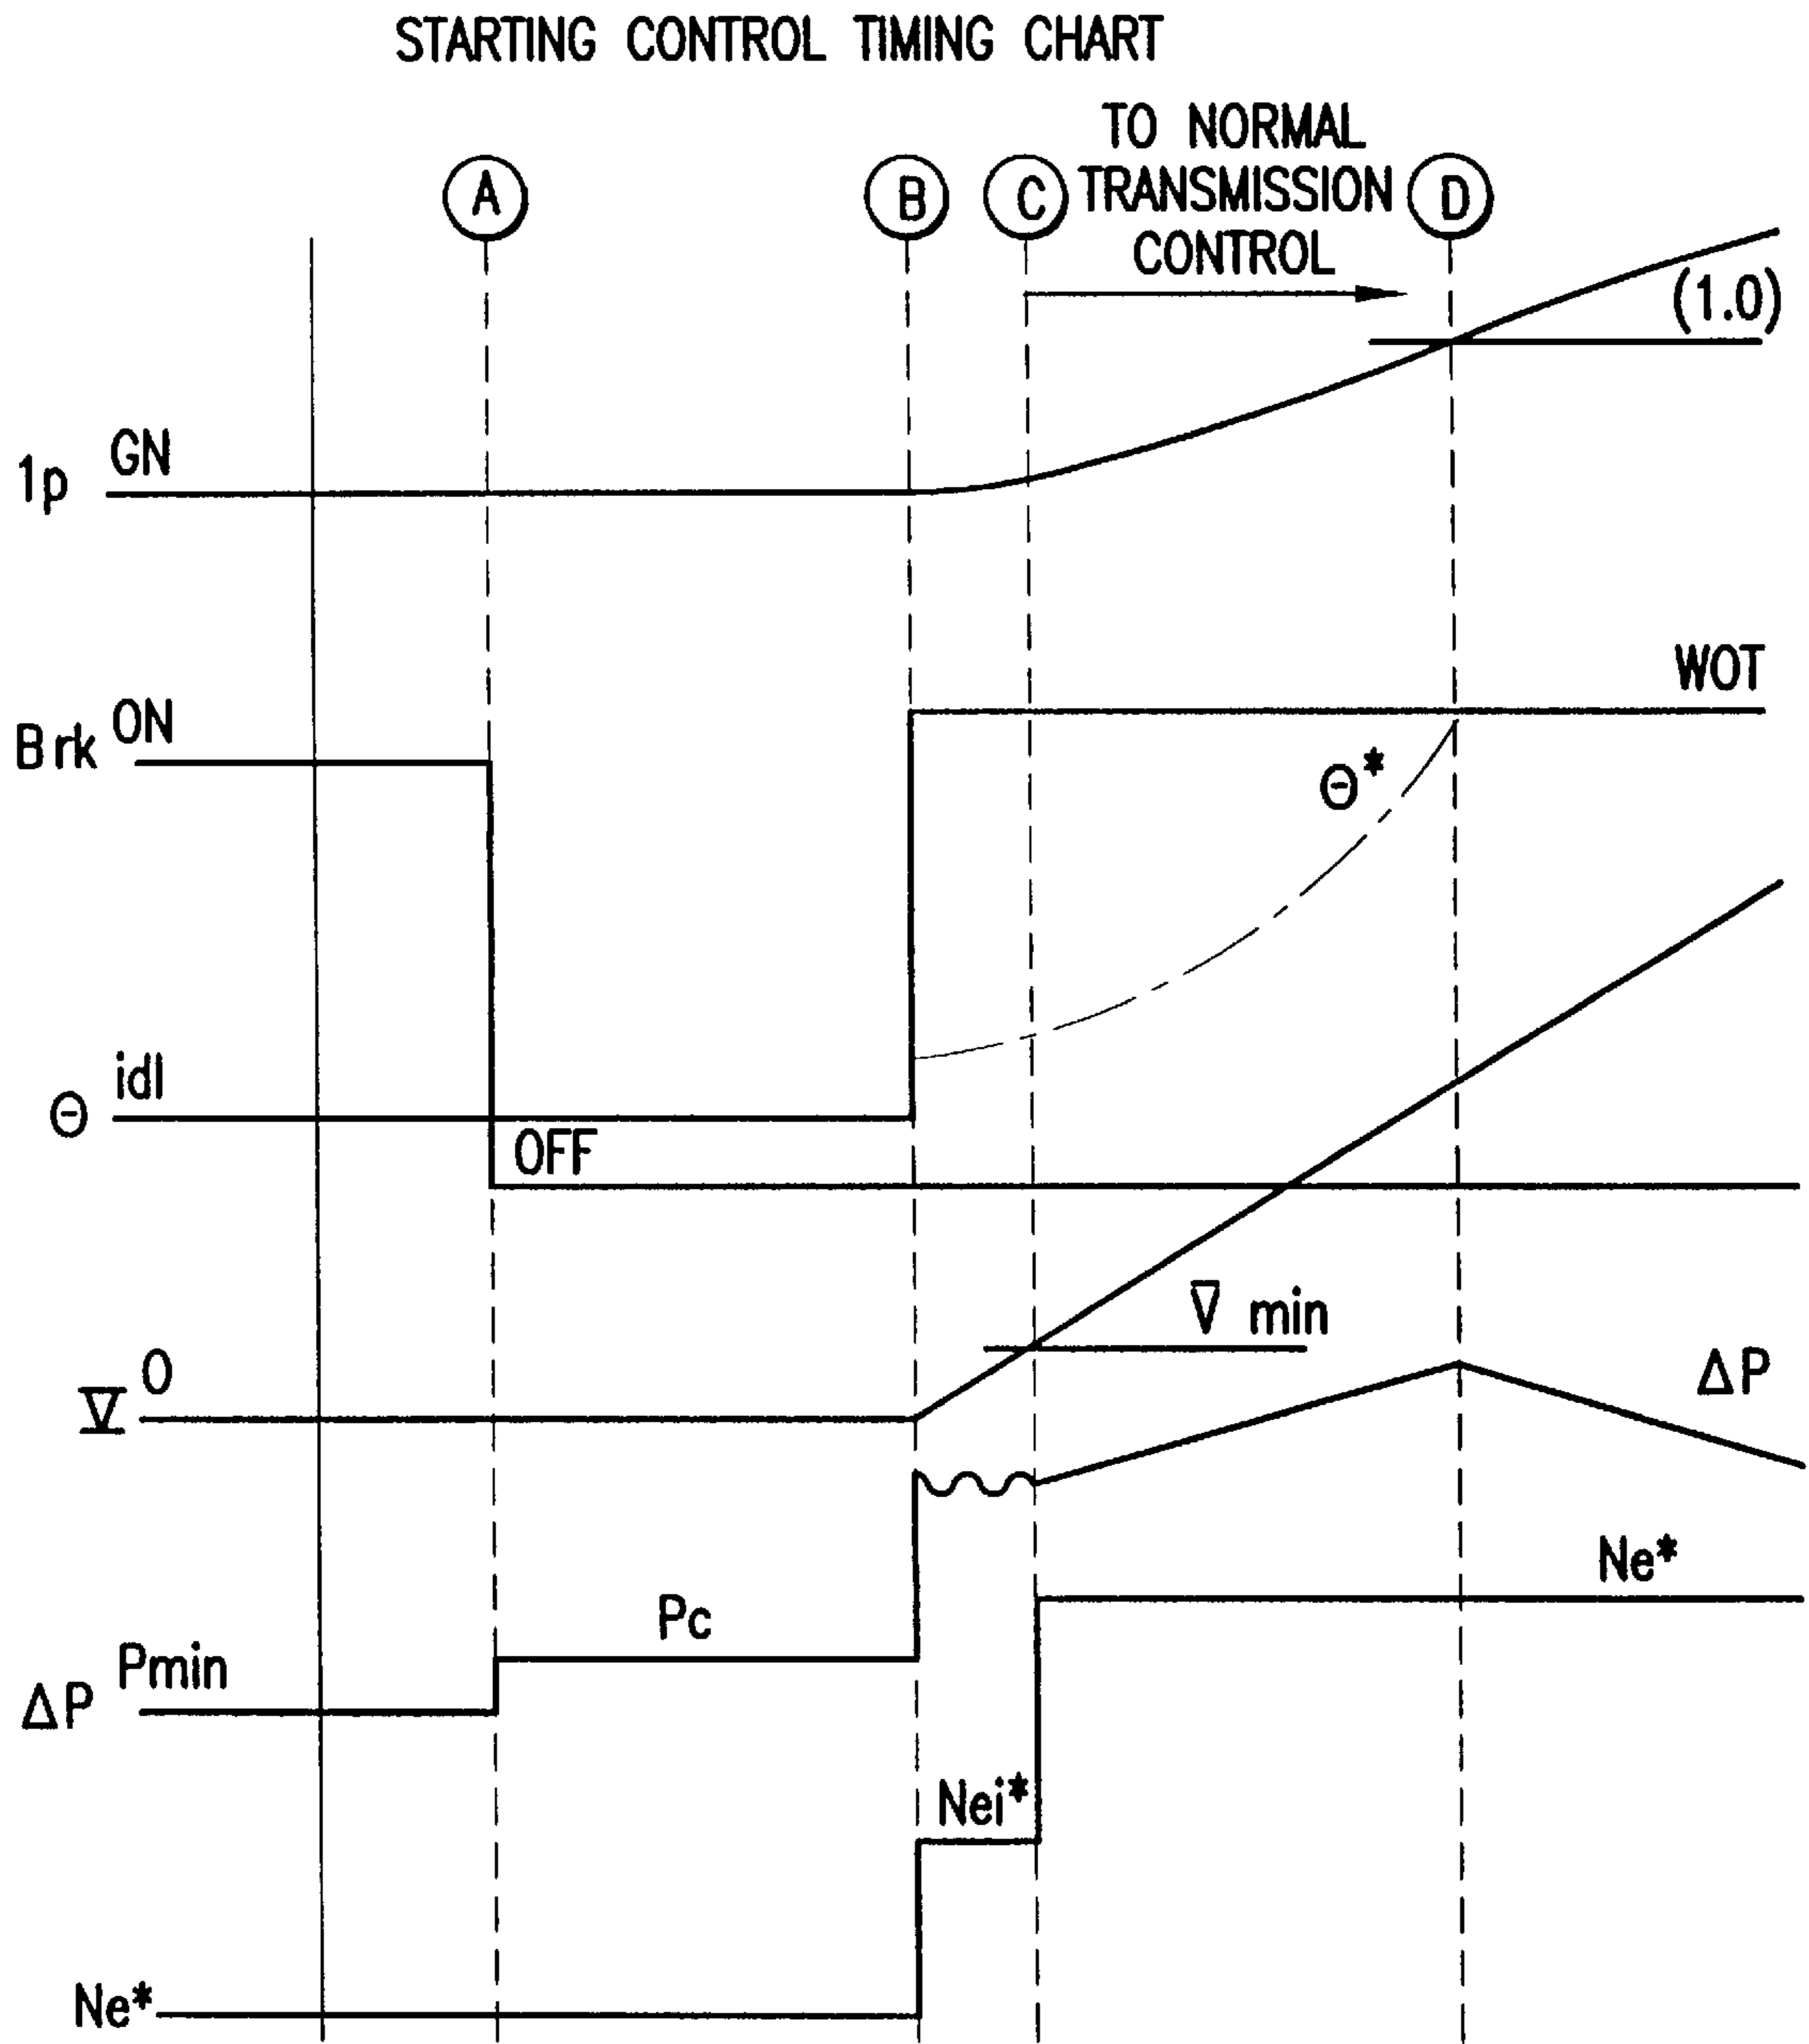 STARTING CONTROL TIMING CHART
TO NORMAL
TRANSMISSION
CONTROL
A
B
C
D
(1.0)
1p GN
WOT
Brk ON
Θ*
Θ idl
OFF
V min
V 0
ΔP
Ne*
Pc
ΔP Pmin
Nei*
Ne*